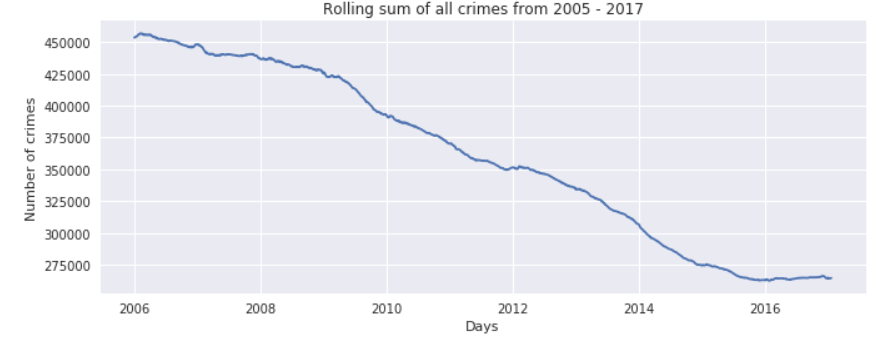 Rolling sum of all crimes from 2005 - 2017
450000
425000
400000
375000
350000
325000
300000
275000
Number of crimes
2006 2008 2010 2012 2014 2016
Days